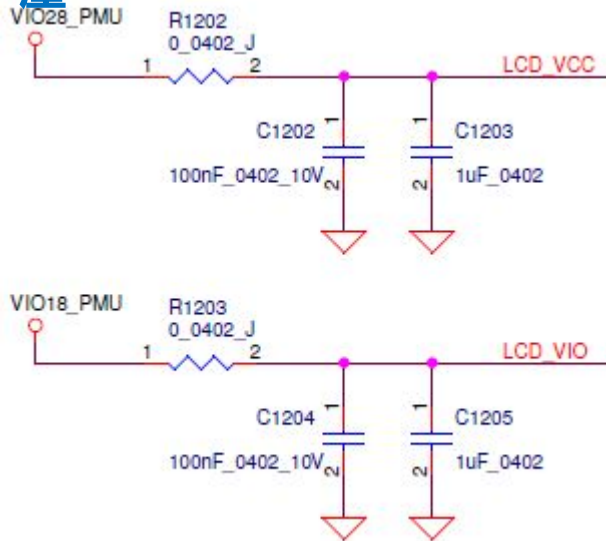 VIO28_PMU
R1202
0_0402_J
1 2
LCD_VCC
1 1
C1202 C1203
100nF_0402_10V 1uF_0402
2 2
VIO18_PMU
R1203
0_0402_J
1 2
LCD_VIO
1 1
C1204 C1205
100nF_0402_10V 1uF_0402
2 2